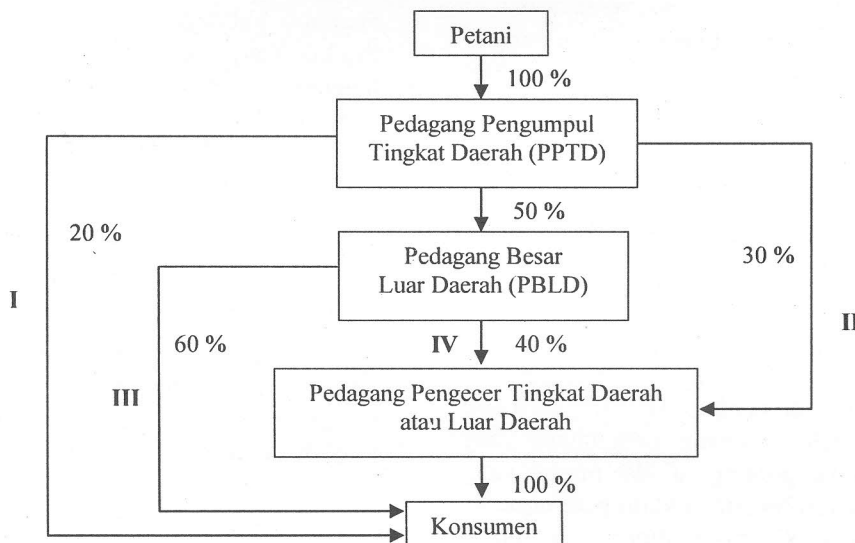 Petani
100 %
Pedagang Pengumpul
Tingkat Daerah (PPTD)
50 %
20 %
30 %
Pedagang Besar
Luar Daerah (PBLD)
I
II
60 %
IV
40 %
III
Pedagang Pengecer Tingkat Daerah
atau Luar Daerah
100 %
Konsumen